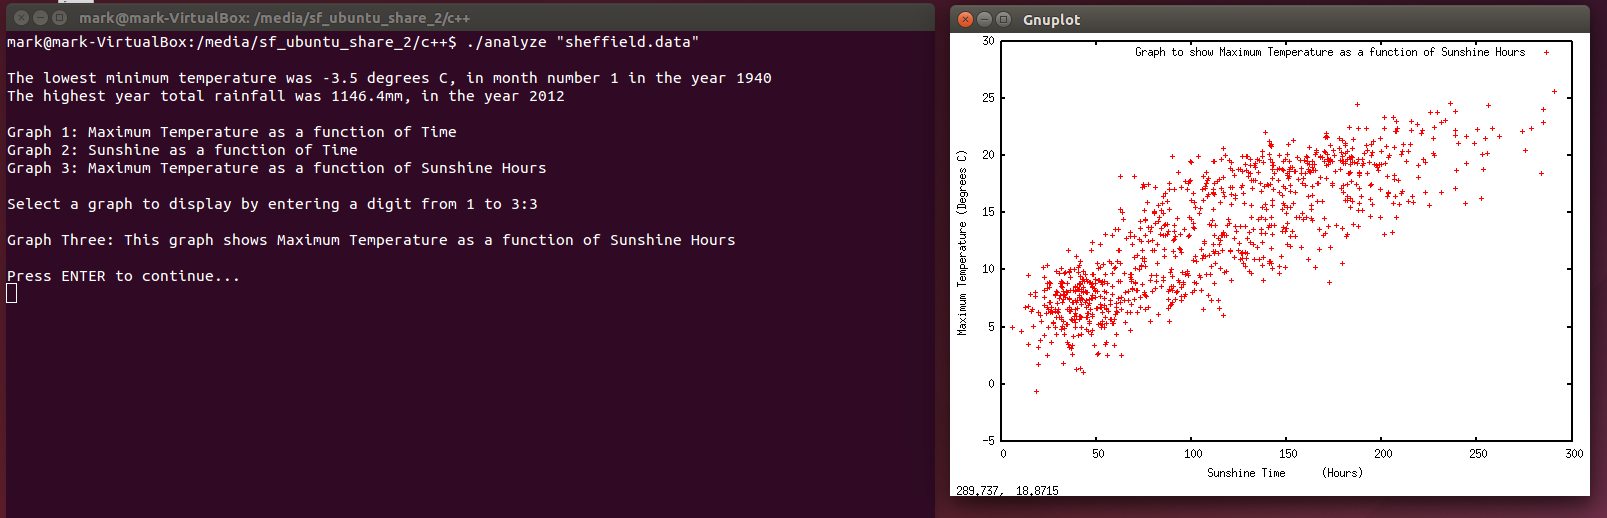 mark@mark-VirtualBox: /media/sf_ubuntu_share_2/c++
mark@mark-VirtualBox:/media/sf_ubuntu_share_2/c++$ ./analyze "sheffield.data"
The lowest minimum temperature was -3.5 degrees C, in month number 1 in the year 1940
The highest year total rainfall was 1146.4mm, in the year 2012
Graph 1: Maximum Temperature as a function of Time
Graph 2: Sunshine as a function of Time
Graph 3: Maximum Temperature as a function of Sunshine Hours
Select a graph to display by entering a digit from 1 to 3:3
Graph Three: This graph shows Maximum Temperature as a function of Sunshine Hours
Press ENTER to continue...
Gnuplot
Graph to show Maximum Temperature as a function of Sunshine Hours
30
25
20
15
10
5
0
-5
Maximum Temperature (Degrees C)
0 50 100 150 200 250 300
Sunshine Time (Hours)
289.737, 18.8715